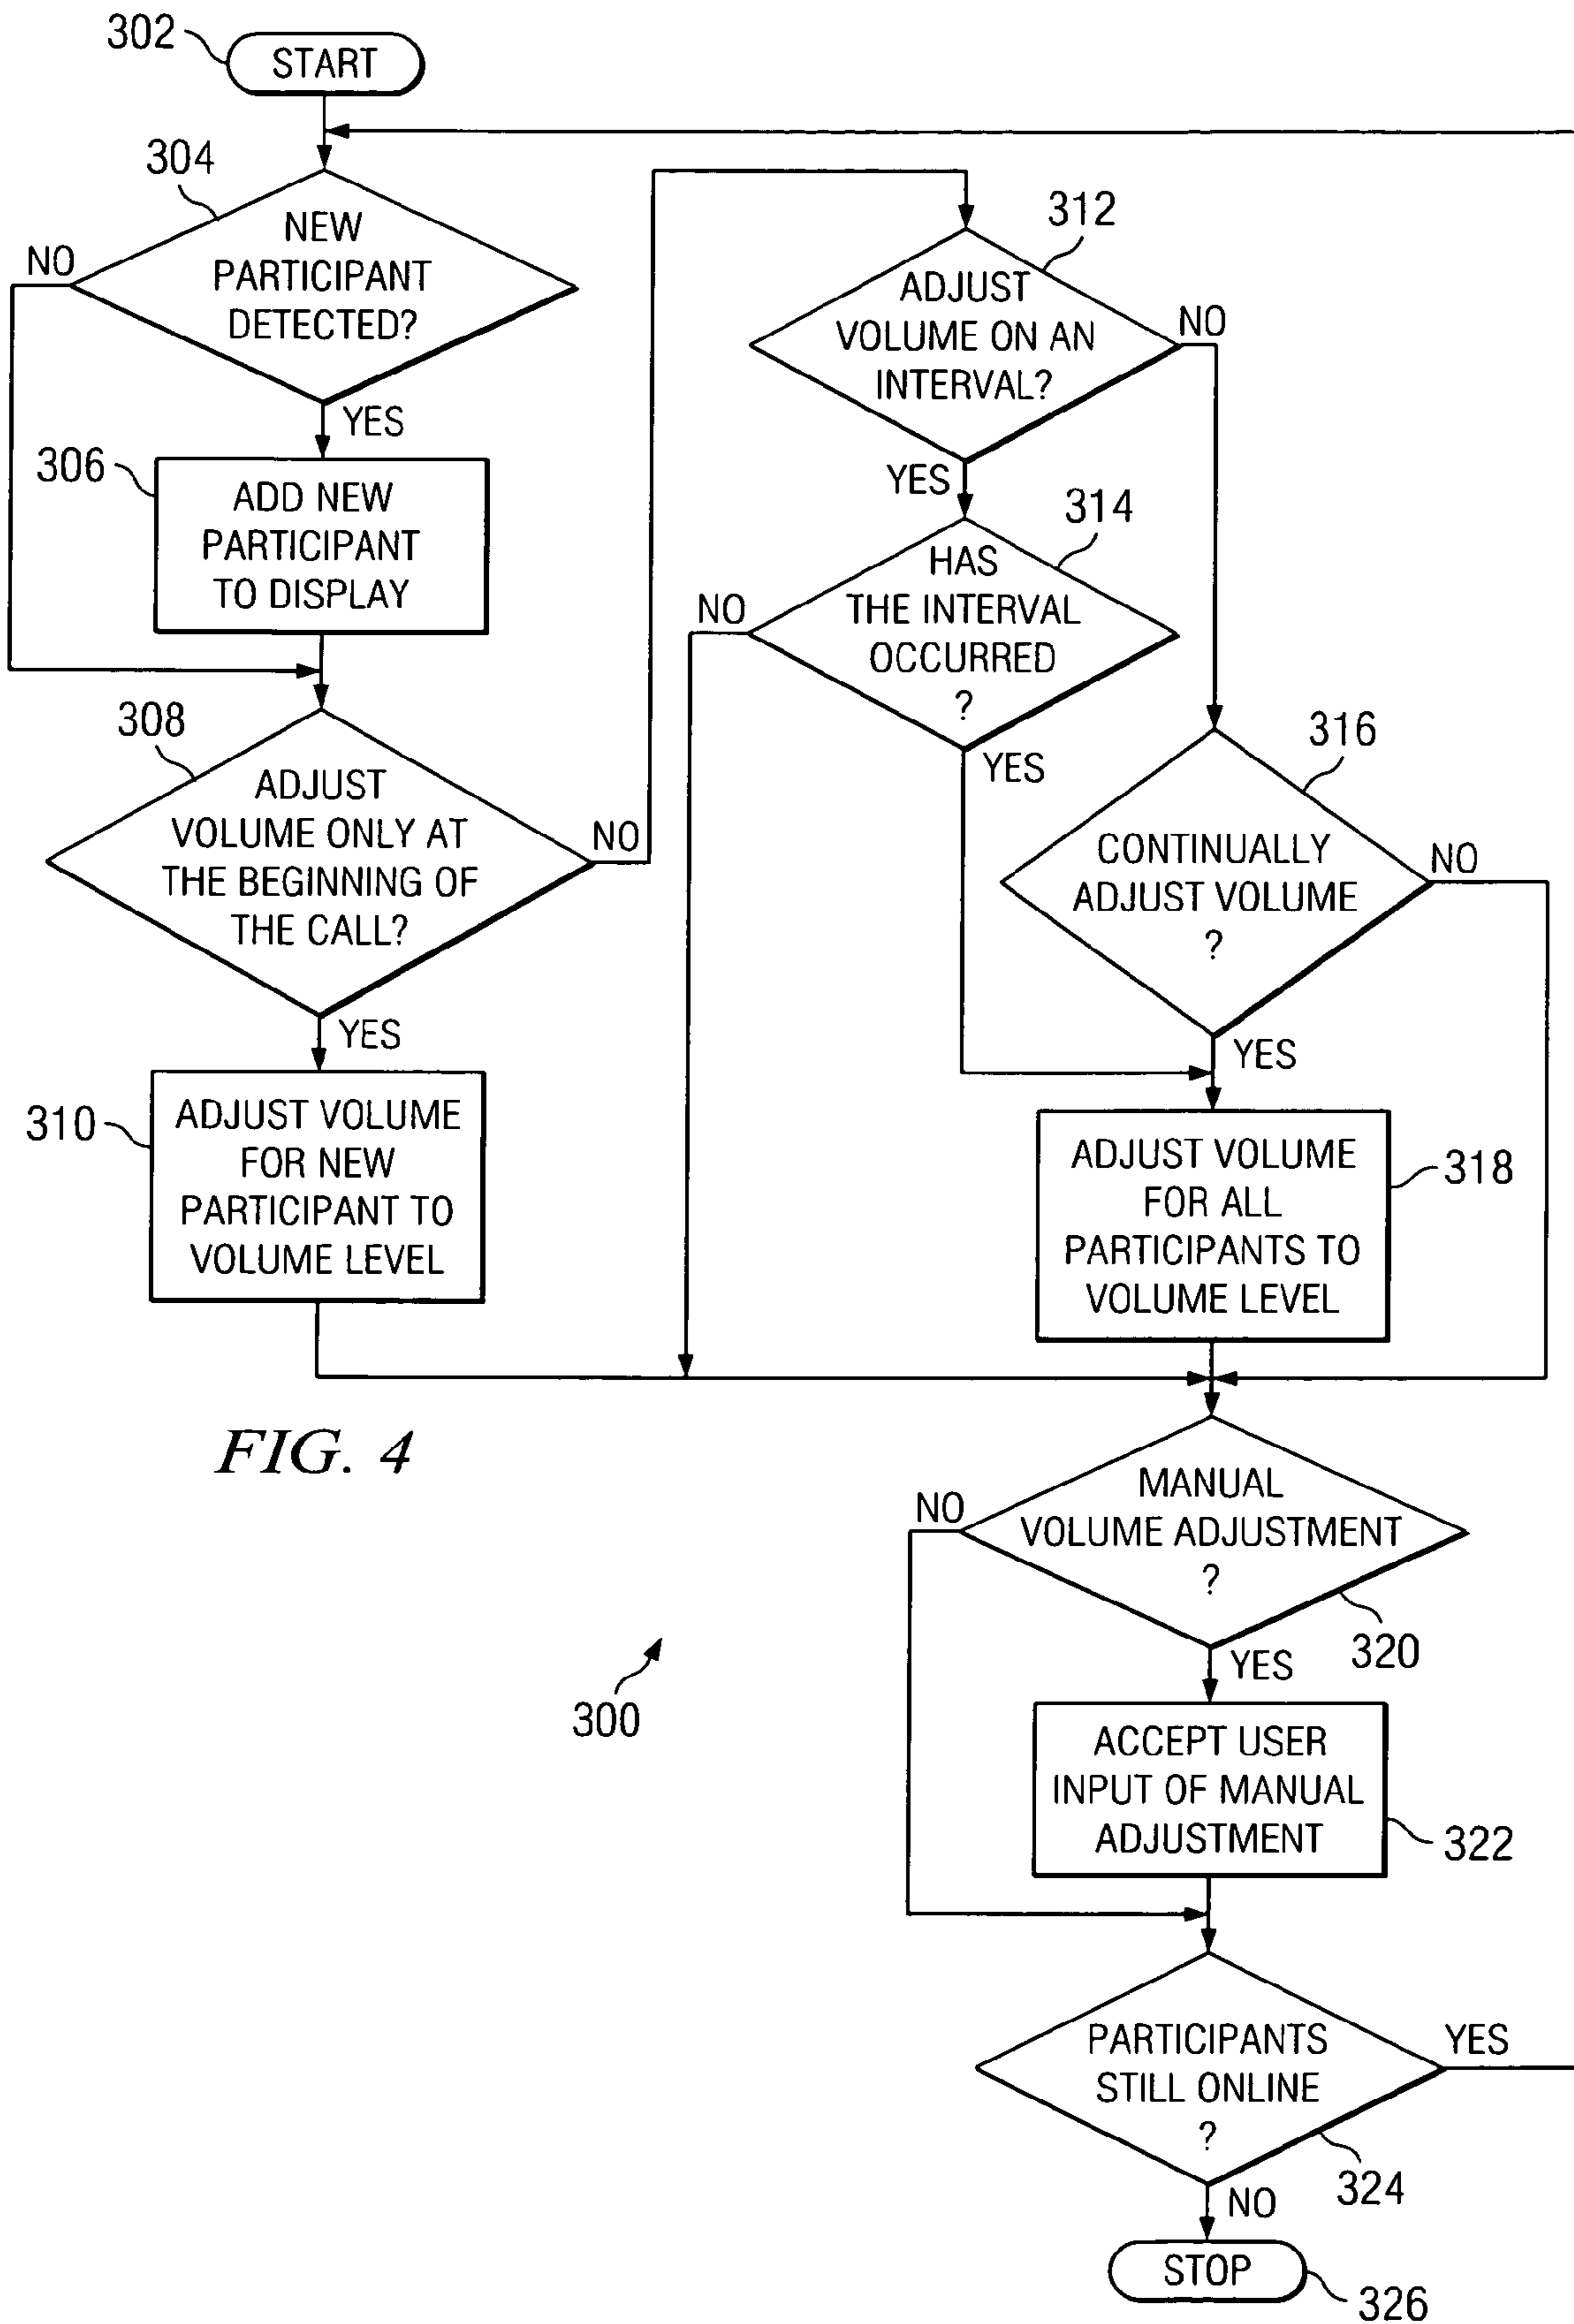 302
START
304
NEW
PARTICIPANT
DETECTED?
NO
YES
306
ADD NEW
PARTICIPANT
TO DISPLAY
308
ADJUST
VOLUME ONLY AT
THE BEGINNING OF
THE CALL?
NO
YES
310
ADJUST VOLUME
FOR NEW
PARTICIPANT TO
VOLUME LEVEL
312
ADJUST
VOLUME ON AN
INTERVAL?
NO
YES
314
HAS
THE INTERVAL
OCCURRED
?
NO
YES
316
CONTINUALLY
ADJUST VOLUME
?
NO
YES
ADJUST VOLUME
FOR ALL
PARTICIPANTS TO
VOLUME LEVEL
318
FIG. 4
MANUAL
VOLUME ADJUSTMENT
?
NO
320
YES
300
ACCEPT USER
INPUT OF MANUAL
ADJUSTMENT
322
PARTICIPANTS
STILL ONLINE
?
YES
324
NO
STOP
326